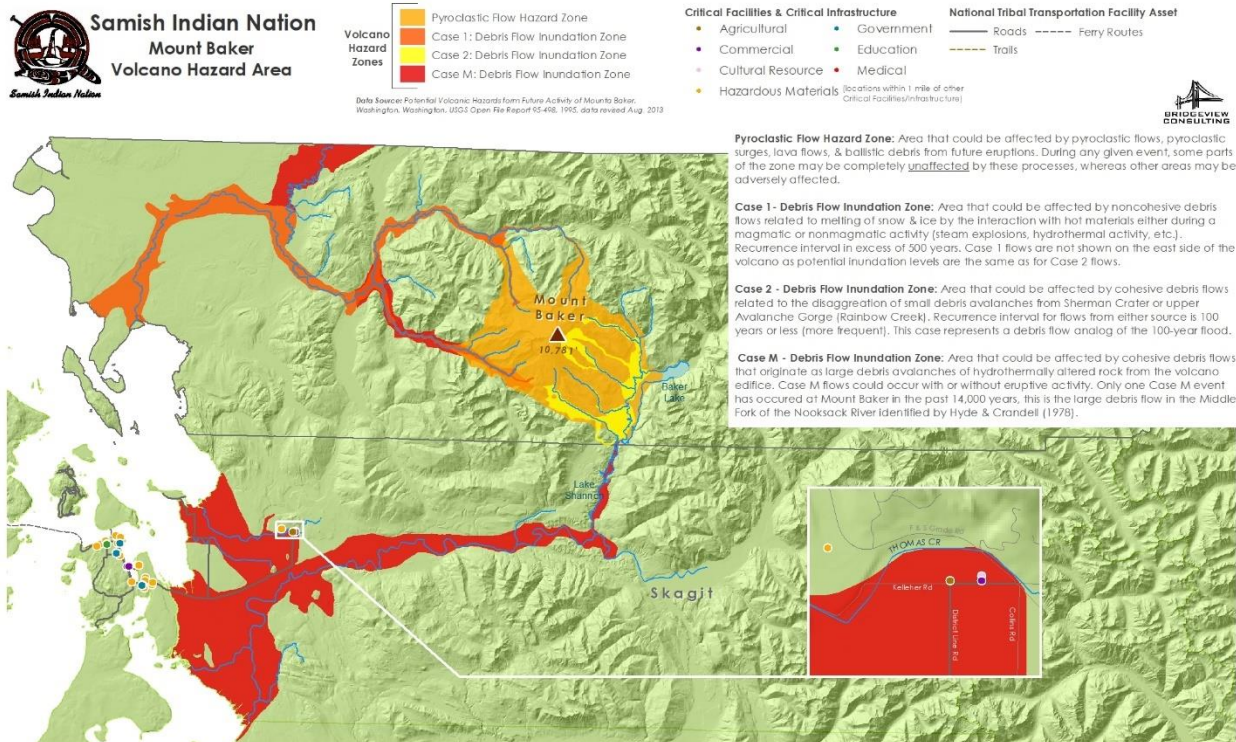 Samish Indian Nation
Mount Baker
Volcano Hazard Area
Samish Indian Nation
Volcano
Hazard
Zones
Pyroclastic Flow Hazard Zone
Case 1: Debris Flow Inundation Zone
Case 2: Debris Flow Inundation Zone
Case M: Debris Flow Inundation Zone
Data Source: Potential Volcanic Hazards form Future Activity of Mounta Baker,
Washington, Washington, USGS Open File Report 95-498, 1995, data revised Aug. 2013
Critical Facilities & Critical Infrastructure
Agricultural
Government
Commercial
Education
Cultural Resource
Medical
Hazardous Materials (locations within 1 mile of other
Critical Facilities/Infrastructure)
National Tribal Transportation Facility Asset
Roads
Ferry Routes
Trails
BRIDGEVIEW
CONSULTING
Pyroclastic Flow Hazard Zone: Area that could be affected by pyroclastic flows, pyroclastic
surges, lava flows, & ballistic debris from future eruptions. During any given event, some parts
of the zone may be completely unaffected by these processes, whereas other areas may be
adversely affected.
Case 1 - Debris Flow Inundation Zone: Area that could be affected by noncohesive debris
flows related to melting of snow & ice by the interaction with hot materials either during a
magmatic or nonmagmatic activity (steam explosions, hydrothermal activity, etc.).
Recurrence interval in excess of 500 years. Case 1 flows are not shown on the east side of the
volcano as potential inundation levels are the same as for Case 2 flows.
Case 2 - Debris Flow Inundation Zone: Area that could be affected by cohesive debris flows
related to the disaggreation of small debris avalanches from Sherman Crater or upper
Avalanche Gorge (Rainbow Creek). Recurrence interval for flows from either source is 100
years or less (more frequent). This case represents a debris flow analog of the 100-year flood.
Case M - Debris Flow Inundation Zone: Area that could be affected by cohesive debris flows
that originate as large debris avalanches of hydrothermally altered rock from the volcano
edifice. Case M flows could occur with or without eruptive activity. Only one Case M event
has occured at Mount Baker in the past 14,000 years, this is the large debris flow in the Middle
Fork of the Nooksack River identified by Hyde & Crandell (1978).
Mount
Baker
10,781'
Baker
Lake
Lake
Shannon
Skagit
F & S Grade Rd
THOMAS CR
Kelleher Rd
District Line Rd
Collins Rd